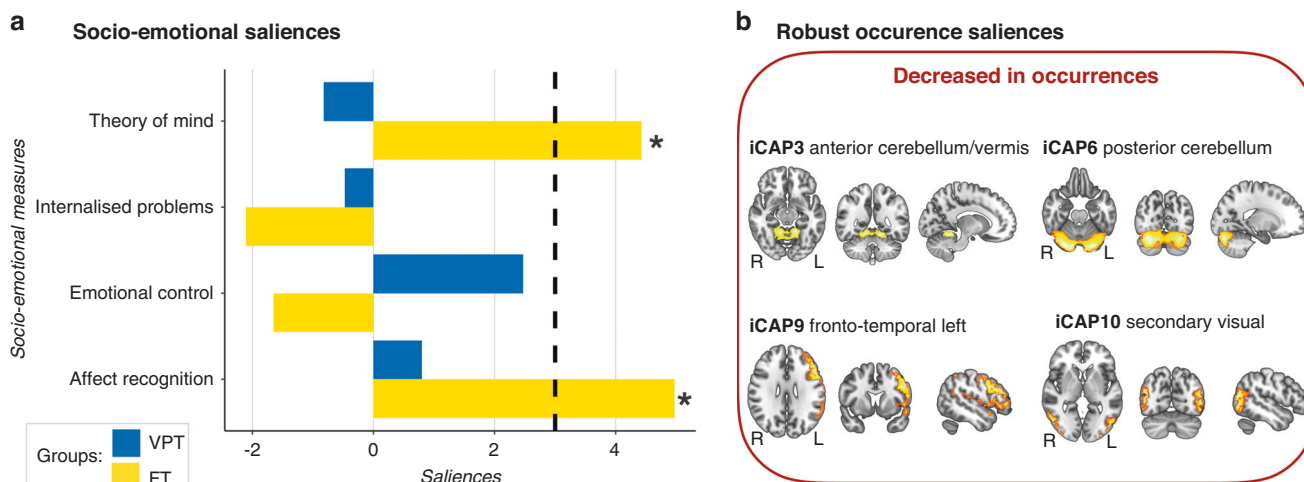 a Socio-emotional saliences
Socio-emotional measures
Theory of mind
*
Internalised problems
Emotional control
Affect recognition
*
-2 0 2 4
Saliences
Groups:
VPT
FT
b Robust occurence saliences
Decreased in occurrences
iCAP3 anterior cerebellum/vermis
R L
iCAP6 posterior cerebellum
R L
iCAP9 fronto-temporal left
R L
iCAP10 secondary visual
R L